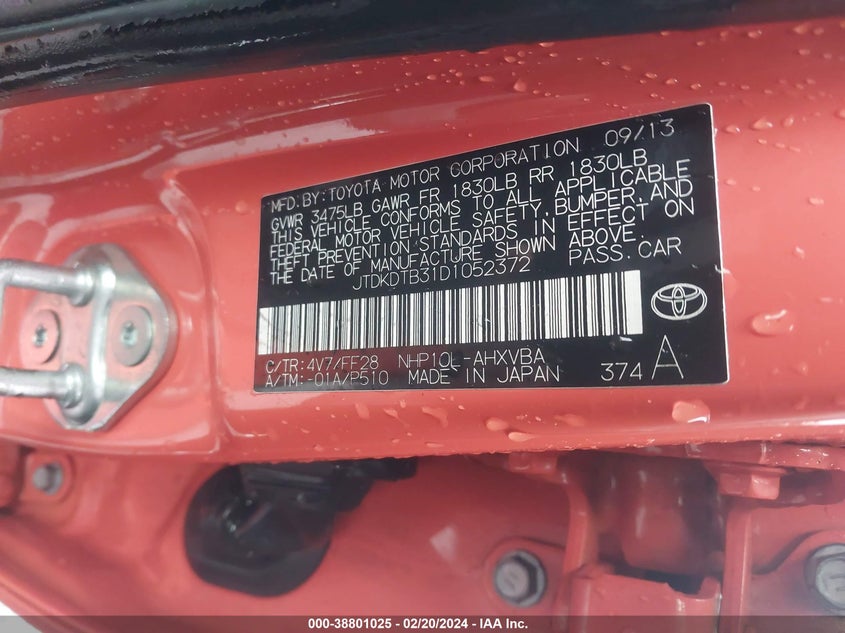 MFD.BY:TOYOTA MOTOR CORPORATION 09/13
GVWR 3475LB GAWR FR 1830LB RR 1830LB
THIS VEHICLE CONFORMS TO ALL APPLICABLE
FEDERAL MOTOR VEHICLE SAFETY,BUMPER,AND
THEFT PREVENTION STANDARDS IN EFFECT ON
THE DATE OF MANUFACTURE SHOWN ABOVE.
JTDKDTB31D1052372 PASS.CAR
C/TR:4V7/FF28 NHP10L-AHXVBA
A/TM:-01A/P510 MADE IN JAPAN 374 A
000-38801025 - 02/20/2024 - IAA Inc.